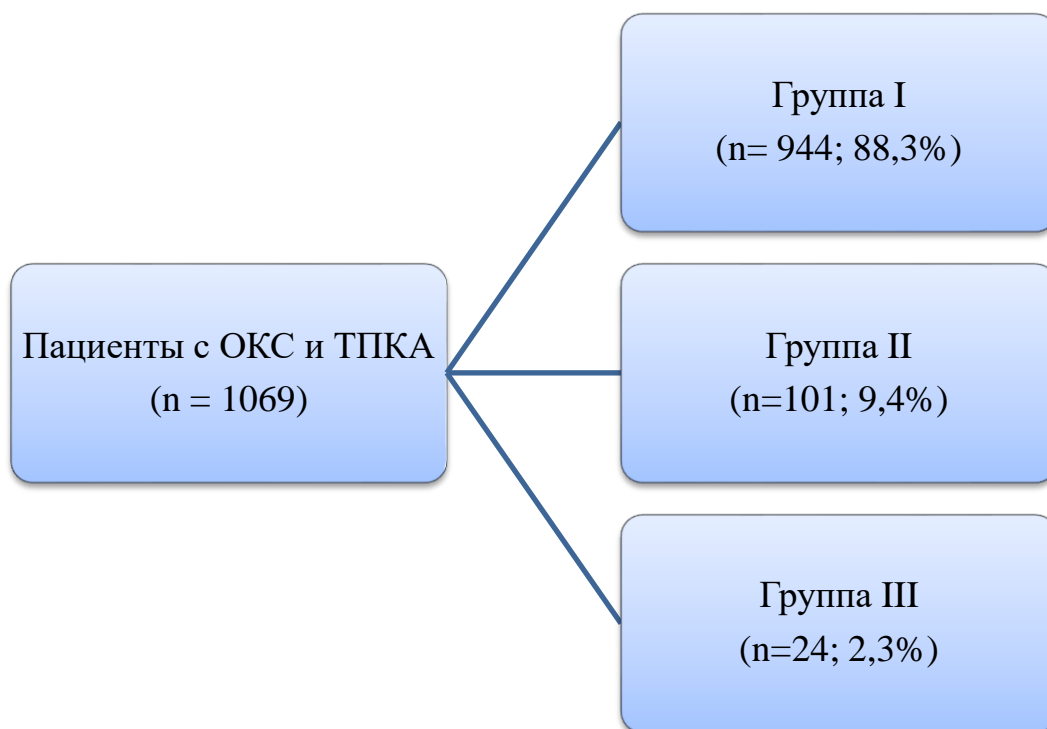 Группа I
(n= 944; 88,3%)
Пациенты с ОКС и ТПКА
(n = 1069)
Группа II
(n=101; 9,4%)
Группа III
(n=24; 2,3%)